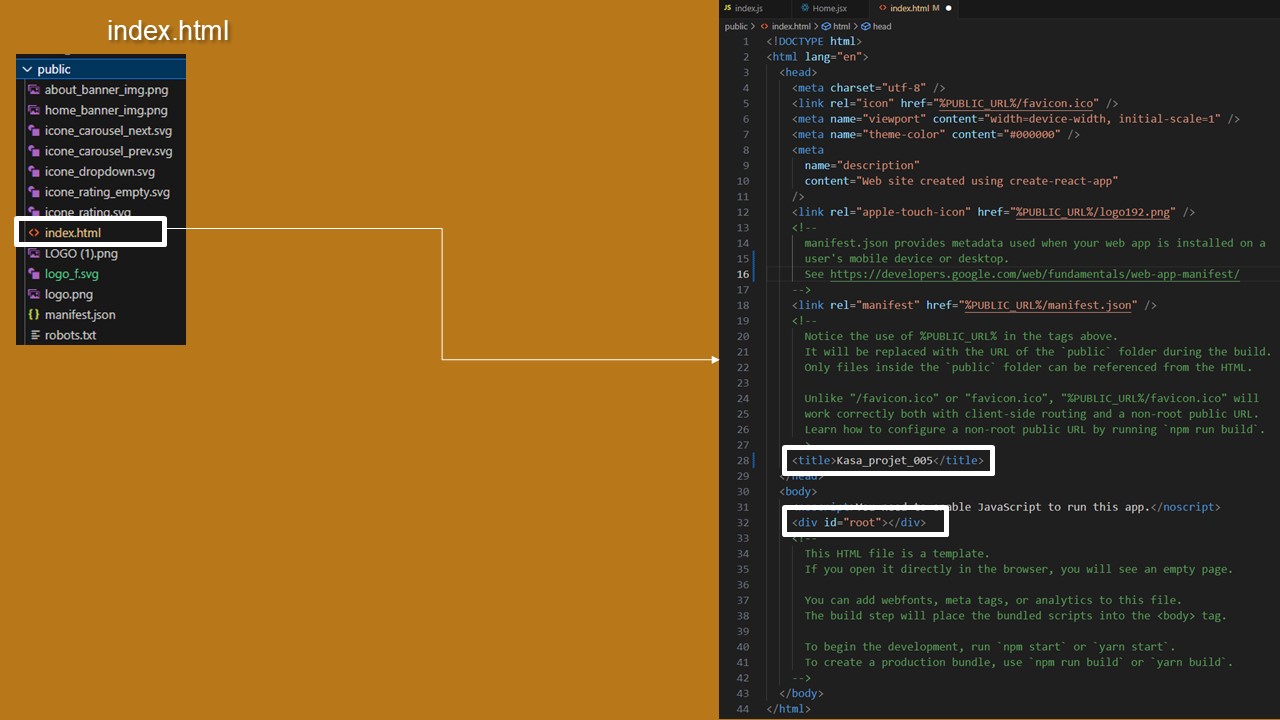 index.html
public
about_banner_img.png
home_banner_img.png
icone_carousel_next.svg
icone_carousel_prev.svg
icone_dropdown.svg
icone_rating_empty.svg
icone_rating.svg
index.html
LOGO (1).png
logo_f.svg
logo.png
manifest.json
robots.txt
index.js Home.jsx index.html M
public > index.html > html > head
1 <!DOCTYPE html>
2 <html lang="en">
3 <head>
4 <meta charset="utf-8" />
5 <link rel="icon" href="%PUBLIC_URL%/favicon.ico" />
6 <meta name="viewport" content="width=device-width, initial-scale=1" />
7 <meta name="theme-color" content="#000000" />
8 <meta
9 name="description"
10 content="Web site created using create-react-app"
11 />
12 <link rel="apple-touch-icon" href="%PUBLIC_URL%/logo192.png" />
13 <!--
14 manifest.json provides metadata used when your web app is installed on a
15 user's mobile device or desktop.
16 See https://developers.google.com/web/fundamentals/web-app-manifest/
17 -->
18 <link rel="manifest" href="%PUBLIC_URL%/manifest.json" />
19 <!--
20 Notice the use of %PUBLIC_URL% in the tags above.
21 It will be replaced with the URL of the `public` folder during the build.
22 Only files inside the `public` folder can be referenced from the HTML.
23
24 Unlike "/favicon.ico" or "favicon.ico", "%PUBLIC_URL%/favicon.ico" will
25 work correctly both with client-side routing and a non-root public URL.
26 Learn how to configure a non-root public URL by running `npm run build`.
27
28 <title>Kasa_projet_005</title>
29 </head>
30 <body>
31 You need to enable JavaScript to run this app.</noscript>
32 <div id="root"></div>
33 <!--
34 This HTML file is a template.
35 If you open it directly in the browser, you will see an empty page.
36
37 You can add webfonts, meta tags, or analytics to this file.
38 The build step will place the bundled scripts into the <body> tag.
39
40 To begin the development, run `npm start` or `yarn start`.
41 To create a production bundle, use `npm run build` or `yarn build`.
42 -->
43 </body>
44 </html>